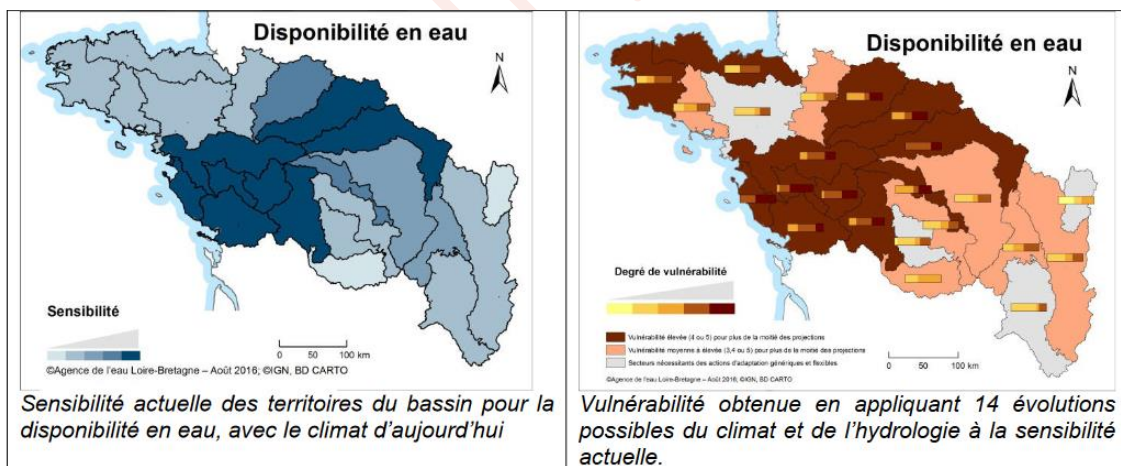 Disponibilité en eau
N
Sensibilité
0 50 100 km
©Agence de l'eau Loire-Bretagne – Août 2016; ©IGN, BD CARTO
Sensibilité actuelle des territoires du bassin pour la
disponibilité en eau, avec le climat d'aujourd'hui
Disponibilité en eau
N
Degré de vulnérabilité
Vulnérabilité élevée (4 ou 5) pour plus de la moitié des projections
Vulnérabilité moyenne à élevée (3,4 ou 5) pour plus de la moitié des projections
Secteurs nécessitants des actions d'adaptation génériques et flexibles
0 50 100 km
©Agence de l'eau Loire-Bretagne – Août 2016; ©IGN, BD CARTO
Vulnérabilité obtenue en appliquant 14 évolutions
possibles du climat et de l'hydrologie à la sensibilité
actuelle.